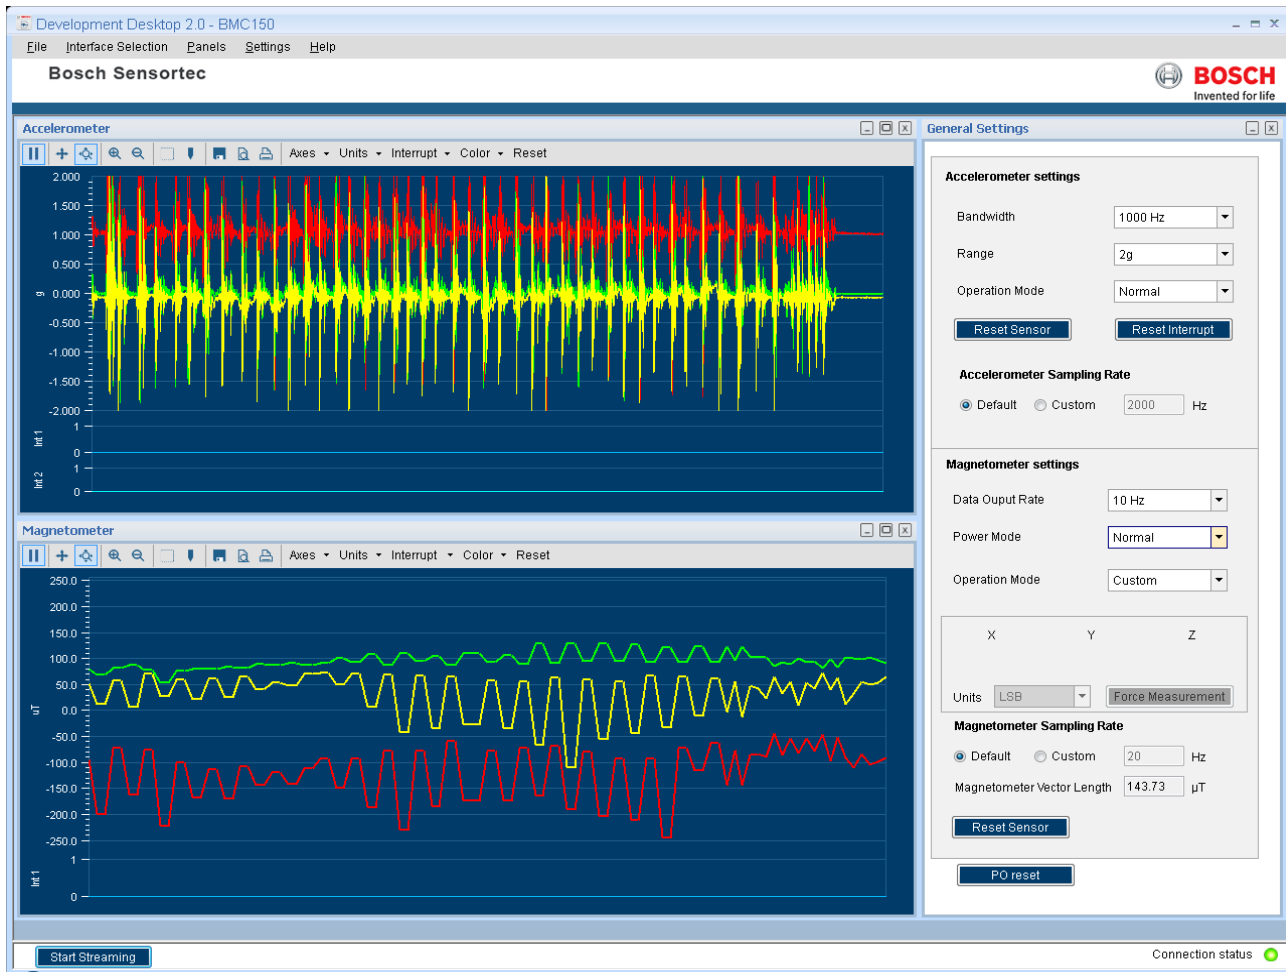 Development Desktop 2.0 - BMC150
File Interface Selection Panels Settings Help
Bosch Sensortec
BOSCH
Invented for life
Accelerometer
Axes Units Interrupt Color Reset
2.000
1.500
1.000
0.500
0.000
-0.500
-1.000
-1.500
-2.000
g
1
0
Int 1
1
0
Int 2
Magnetometer
Axes Units Interrupt Color Reset
250.0
200.0
150.0
100.0
50.0
0.0
-50.0
-100.0
-150.0
-200.0
-250.0
uT
1
0
Int 1
General Settings
Accelerometer settings
Bandwidth 1000 Hz
Range 2g
Operation Mode Normal
Reset Sensor Reset Interrupt
Accelerometer Sampling Rate
Default Custom 2000 Hz
Magnetometer settings
Data Ouput Rate 10 Hz
Power Mode Normal
Operation Mode Custom
X Y Z
Units LSB Force Measurement
Magnetometer Sampling Rate
Default Custom 20 Hz
Magnetometer Vector Length 143.73 μT
Reset Sensor
PO reset
Start Streaming
Connection status